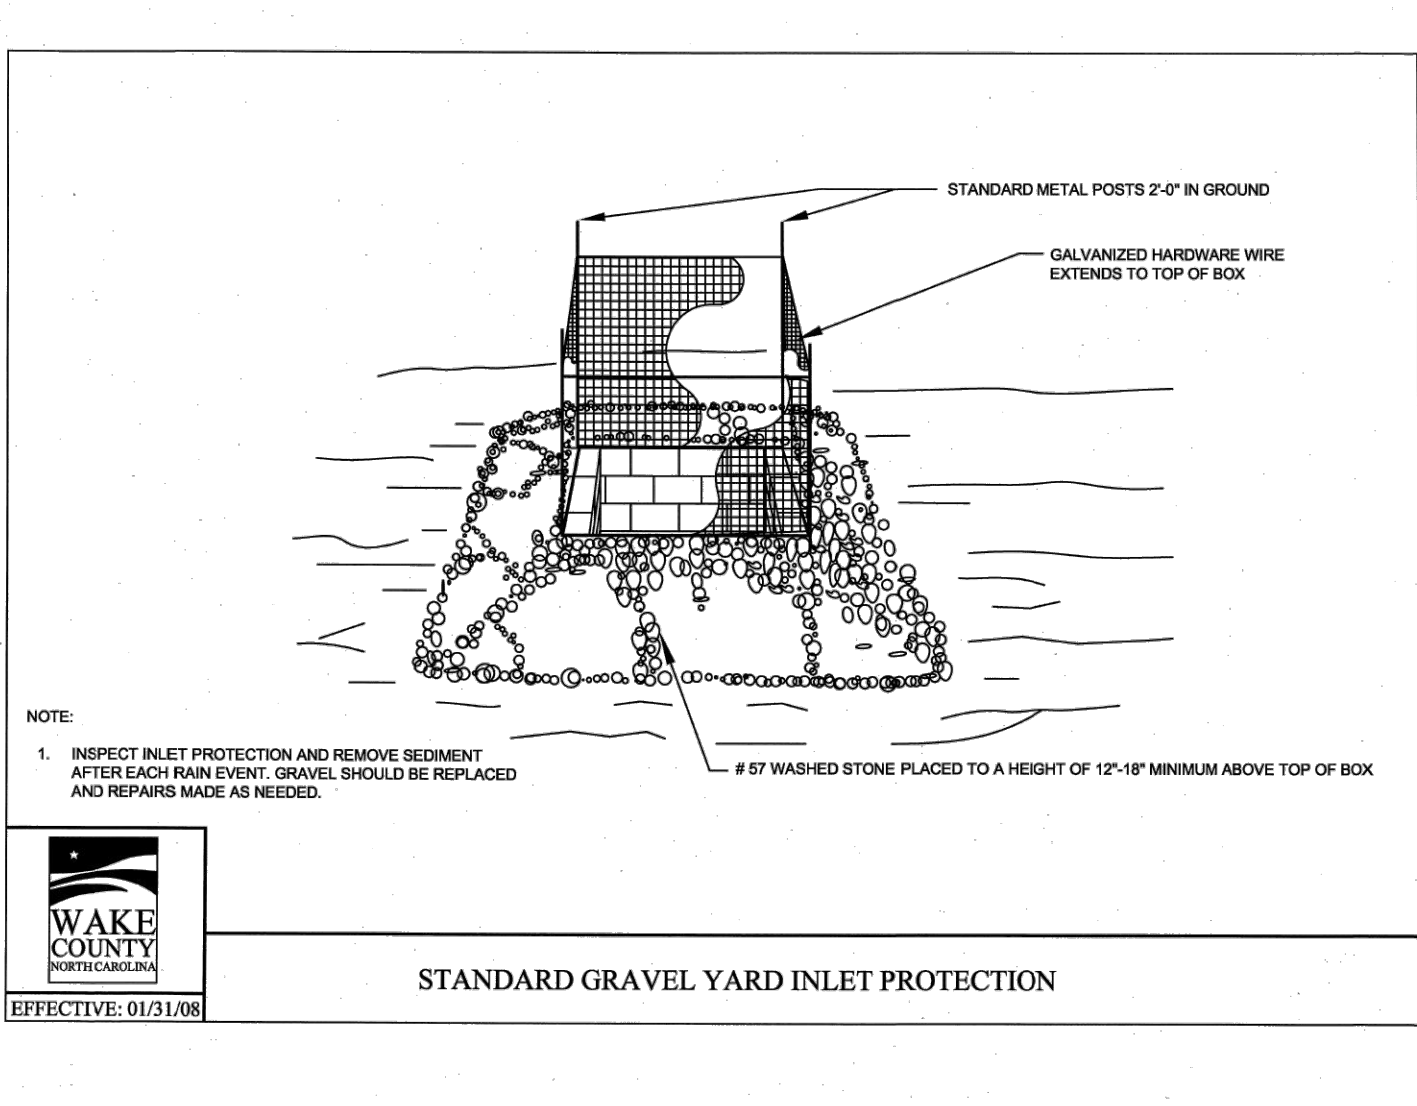 STANDARD METAL POSTS 2'-0" IN GROUND
GALVANIZED HARDWARE WIRE
EXTENDS TO TOP OF BOX
NOTE:
1. INSPECT INLET PROTECTION AND REMOVE SEDIMENT
AFTER EACH RAIN EVENT. GRAVEL SHOULD BE REPLACED
AND REPAIRS MADE AS NEEDED.
# 57 WASHED STONE PLACED TO A HEIGHT OF 12"-18" MINIMUM ABOVE TOP OF BOX
WAKE
COUNTY
NORTH CAROLINA
EFFECTIVE: 01/31/08
STANDARD GRAVEL YARD INLET PROTECTION